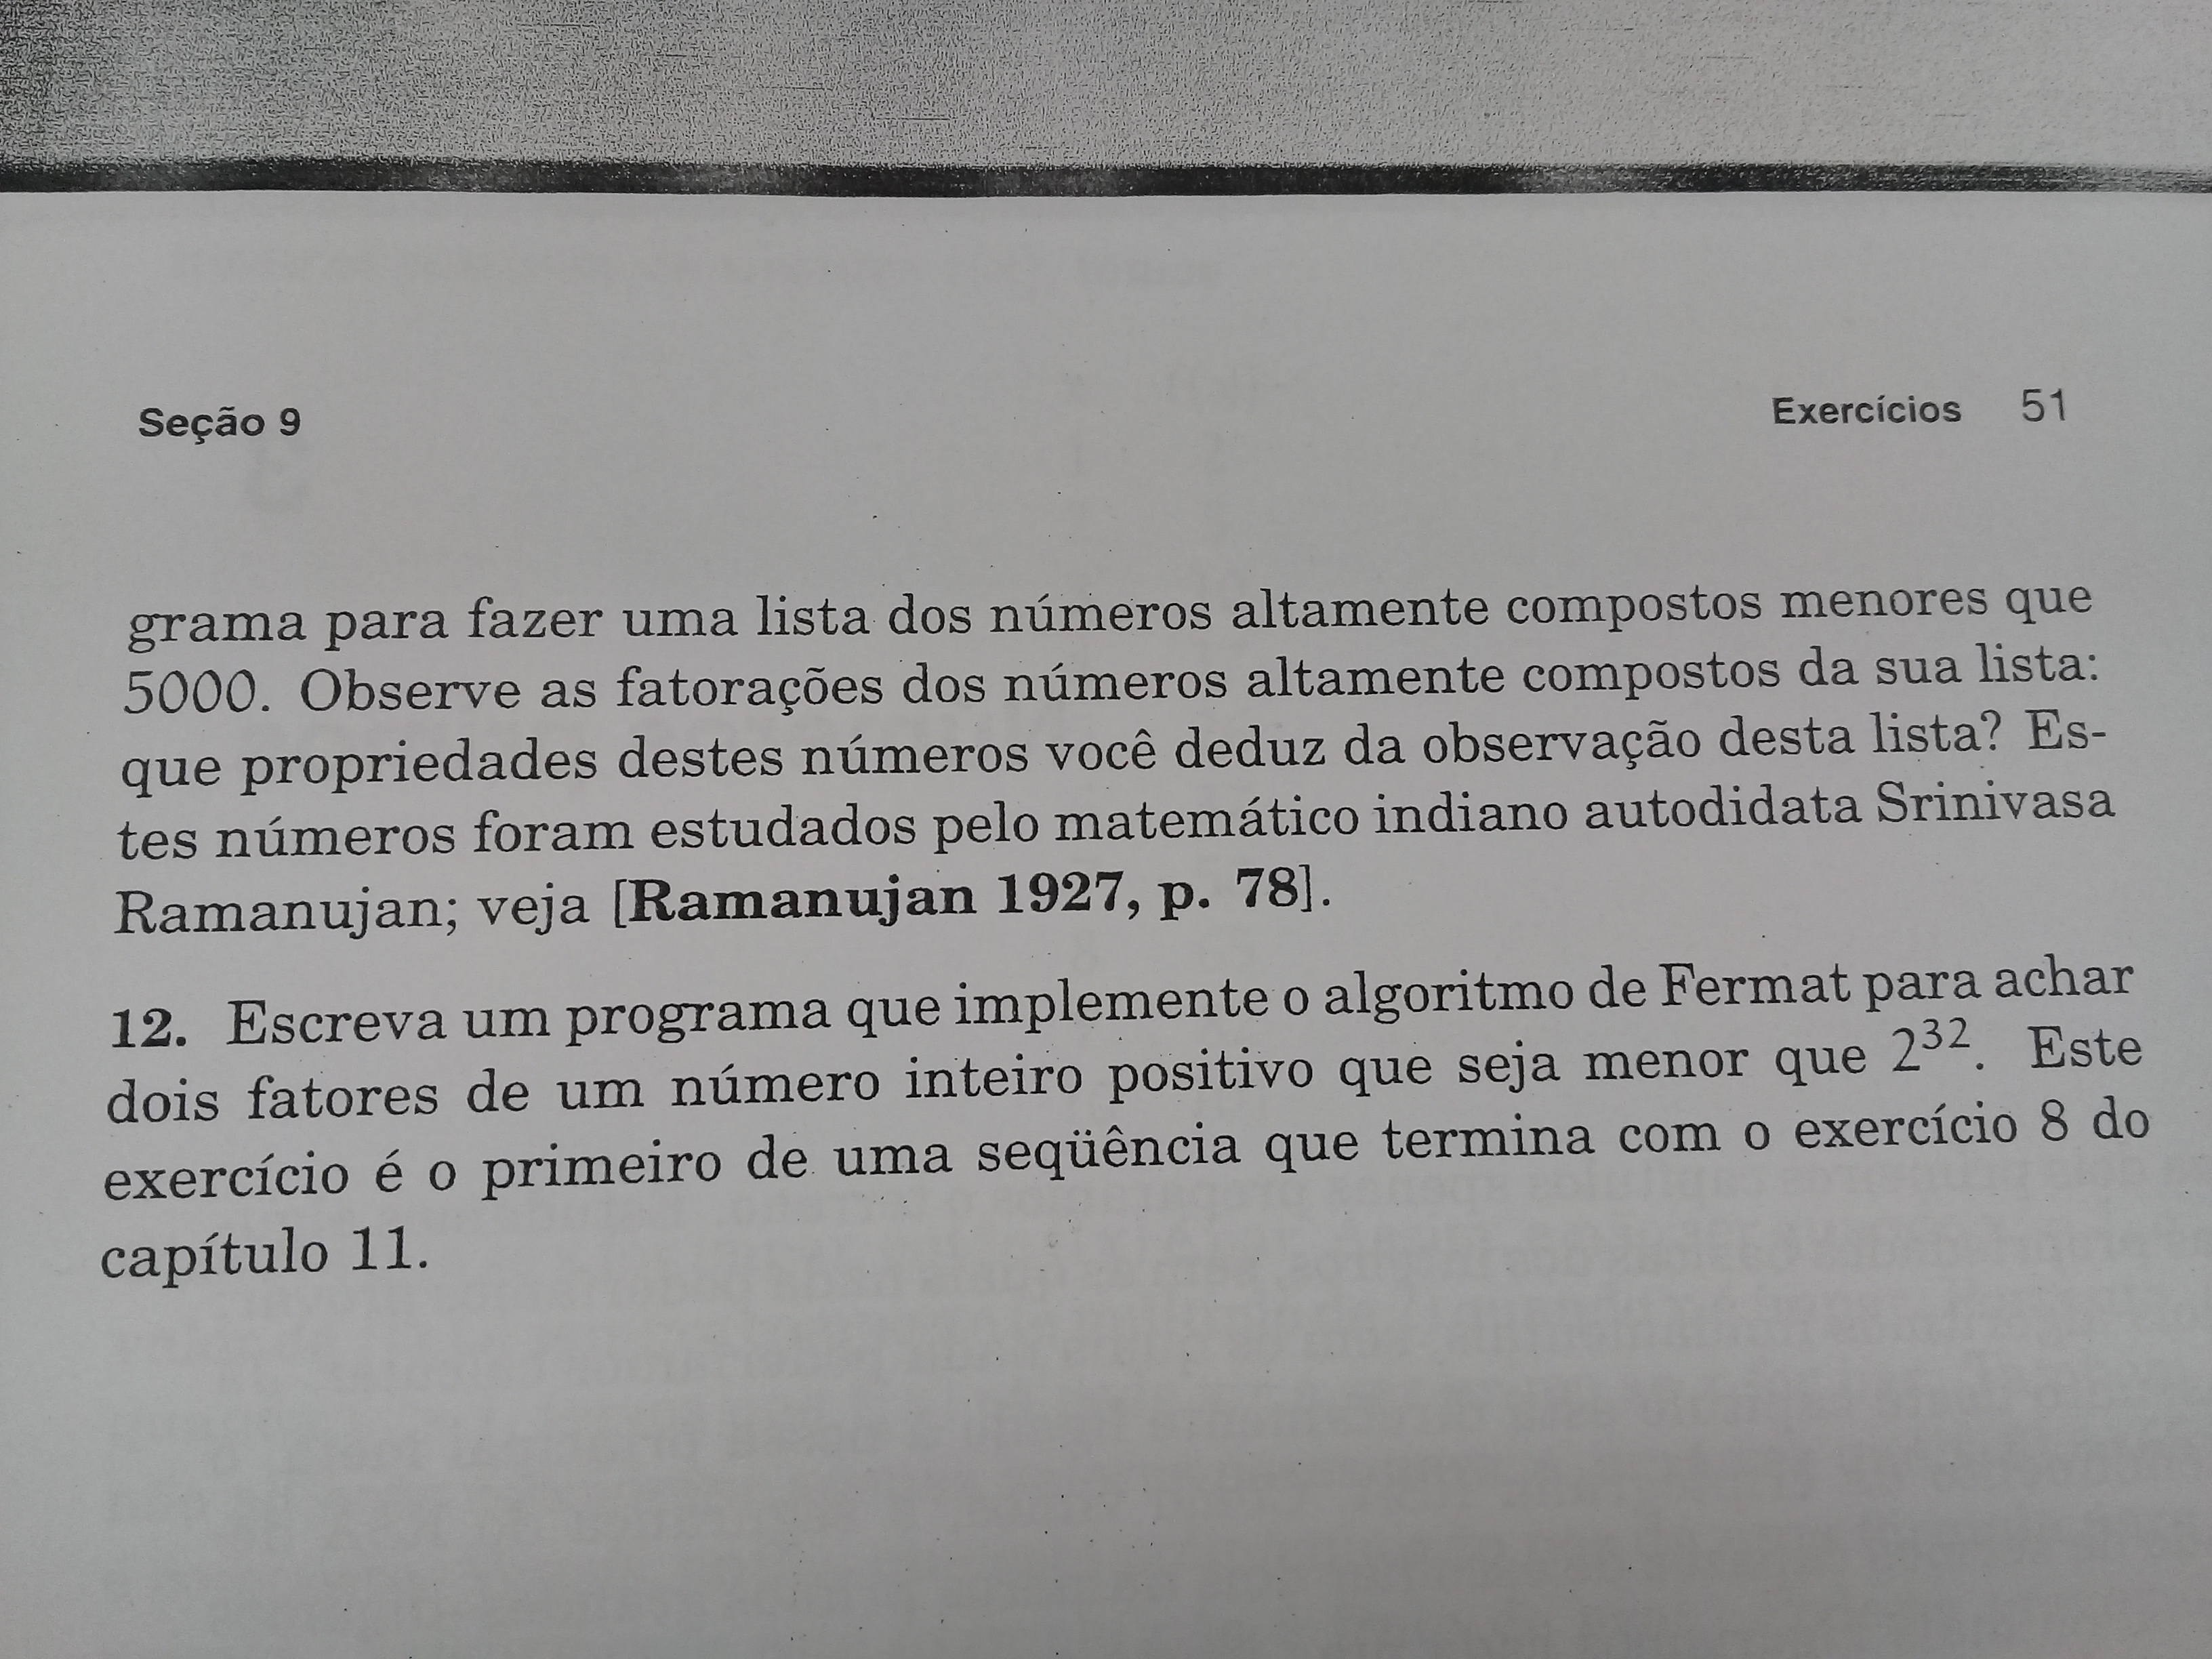 Seção 9 Exercícios 51
grama para fazer uma lista dos números altamente compostos menores que
5000. Observe as fatorações dos números altamente compostos da sua lista:
que propriedades destes números você deduz da observação desta lista? Es-
tes números foram estudados pelo matemático indiano autodidata Srinivasa
Ramanujan; veja [Ramanujan 1927, p. 78].
12. Escreva um programa que implemente o algoritmo de Fermat para achar
dois fatores de um número inteiro positivo que seja menor que 2³². Este
exercício é o primeiro de uma seqüência que termina com o exercício 8 do
capítulo 11.